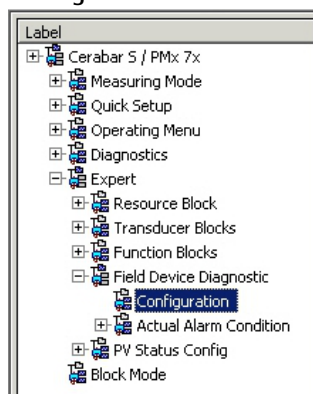 Label
Cerabar S / PMx 7x
Measuring Mode
Quick Setup
Operating Menu
Diagnostics
Expert
Resource Block
Transducer Blocks
Function Blocks
Field Device Diagnostic
Configuration
Actual Alarm Condition
PV Status Config
Block Mode